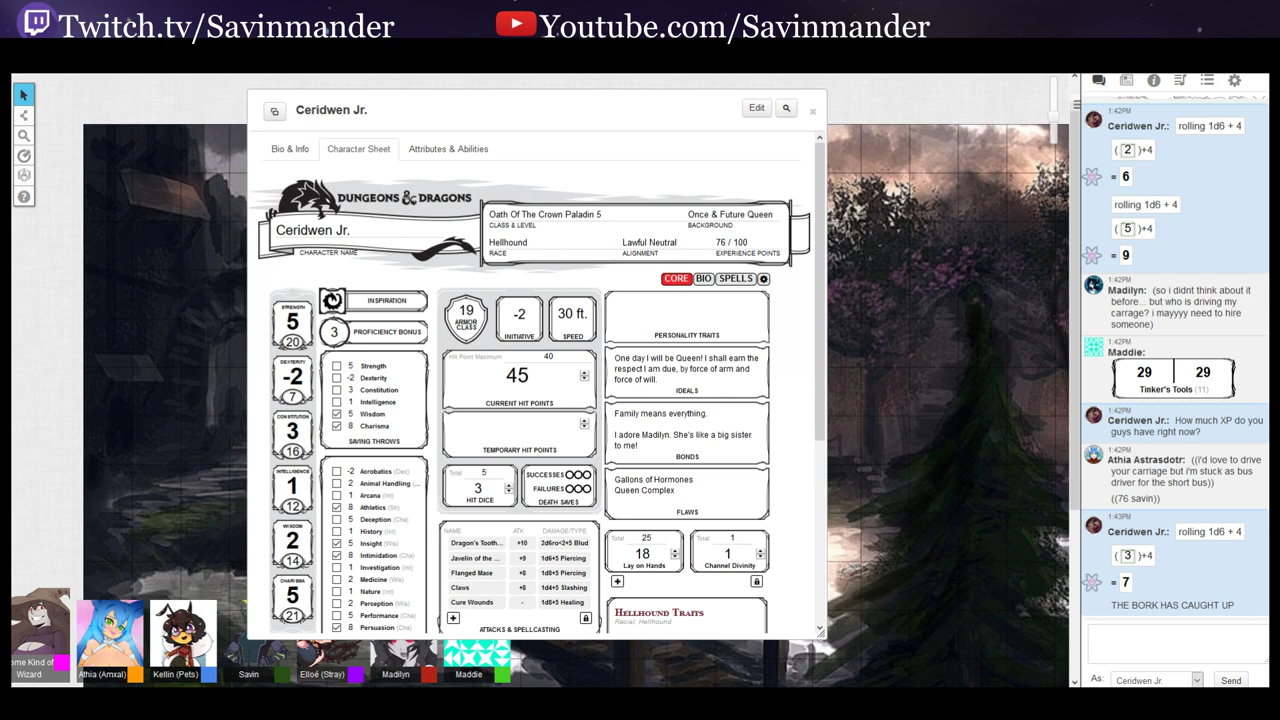 Twitch.tv/Savinmander
Youtube.com/Savinmander
Ceridwen Jr.
Edit
Bio & Info
Character Sheet
Attributes & Abilities
DUNGEONS & DRAGONS
Ceridwen Jr.
CHARACTER NAME
Oath Of The Crown Paladin 5
Once & Future Queen
CLASS & LEVEL
BACKGROUND
Hellhound
Lawful Neutral
76 / 100
RACE
ALIGNMENT
EXPERIENCE POINTS
CORE
BIO
SPELLS
STRENGTH
5
20
DEXTERITY
-2
7
CONSTITUTION
3
16
INTELLIGENCE
1
12
WISDOM
2
14
CHARISMA
5
21
INSPIRATION
3
PROFICIENCY BONUS
5 Strength
-2 Dexterity
3 Constitution
1 Intelligence
5 Wisdom
8 Charisma
SAVING THROWS
-2 Acrobatics (Dex)
2 Animal Handling (...
1 Arcana (Int)
8 Athletics (Str)
5 Deception (Cha)
1 History (Int)
5 Insight (Wis)
8 Intimidation (Cha)
1 Investigation (Int)
2 Medicine (Wis)
1 Nature (Int)
2 Perception (Wis)
5 Performance (Cha)
8 Persuasion (Cha)
19
ARMOR
CLASS
-2
INITIATIVE
30 ft.
SPEED
Hit Point Maximum
40
45
CURRENT HIT POINTS
TEMPORARY HIT POINTS
Total
5
3
HIT DICE
SUCCESSES
FAILURES
DEATH SAVES
NAME
ATK
DAMAGE/TYPE
Dragon's Tooth...
+10
2d6ro<2+5 Blud
Javelin of the ...
+9
1d6+5 Piercing
Flanged Mace
+8
1d8+5 Piercing
Claws
+8
1d4+5 Slashing
Cure Wounds
-
1d8+5 Healing
ATTACKS & SPELLCASTING
PERSONALITY TRAITS
One day I will be Queen! I shall earn the
respect I am due, by force of arm and
force of will.
IDEALS
Family means everything.
I adore Madilyn. She's like a big sister
to me!
BONDS
Gallons of Hormones
Queen Complex
FLAWS
Total
25
18
Lay on Hands
Total
1
1
Channel Divinity
HELLHOUND TRAITS
Racial: Hellhound
1:42PM
Ceridwen Jr.:
rolling 1d6 + 4
( 2 )+4
= 6
rolling 1d6 + 4
( 5 )+4
= 9
1:42PM
Madilyn: (so i didnt think about it
before... but who is driving my
carrage? i mayyyy need to hire
someone)
1:42PM
Maddie:
29
29
Tinker's Tools (11)
1:42PM
Ceridwen Jr.: How much XP do you
guys have right now?
1:42PM
Athia Astrasdotr: ((i'd love to drive
your carriage but i'm stuck as bus
driver for the short bus))
((76 savin))
1:43PM
Ceridwen Jr.:
rolling 1d6 + 4
( 3 )+4
= 7
THE BORK HAS CAUGHT UP
As:
Ceridwen Jr.
Send
ome Kind of
Wizard
Athia (Amxal)
Kellin (Pets)
Savin
Elloé (Stray)
Madilyn
Maddie